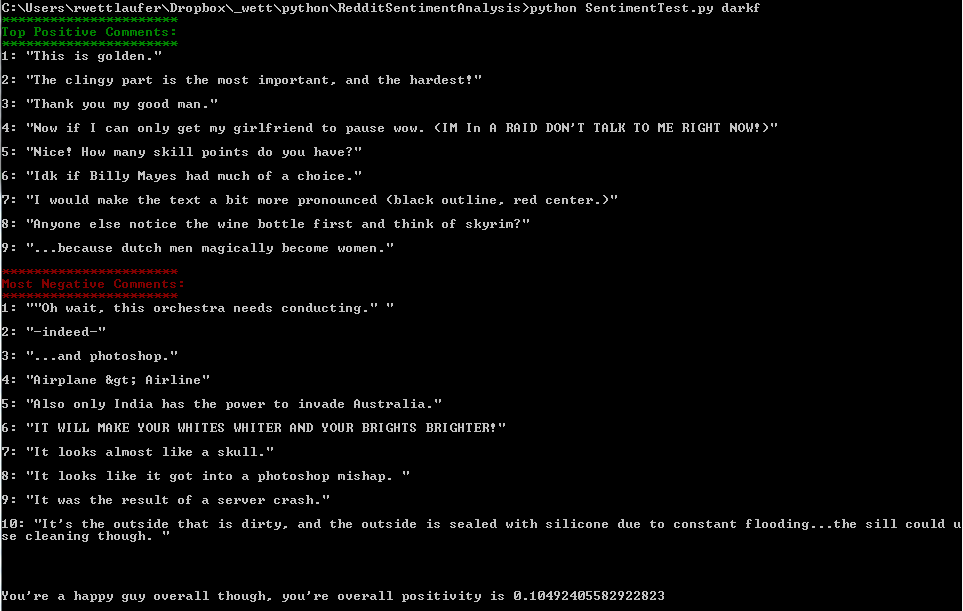 C:\Users\rwettlaufer\Dropbox\_wett\python\RedditSentimentAnalysis>python SentimentTest.py darkf
**********************
Top Positive Comments:
**********************
1: "This is golden."
2: "The clingy part is the most important, and the hardest!"
3: "Thank you my good man."
4: "Now if I can only get my girlfriend to pause wow. (IM In A RAID DON'T TALK TO ME RIGHT NOW!)"
5: "Nice! How many skill points do you have?"
6: "Idk if Billy Mayes had much of a choice."
7: "I would make the text a bit more pronounced (black outline, red center.)"
8: "Anyone else notice the wine bottle first and think of skyrim?"
9: "...because dutch men magically become women."
**********************
Most Negative Comments:
**********************
1: ""Oh wait, this orchestra needs conducting." "
2: "-indeed-"
3: "...and photoshop."
4: "Airplane &gt; Airline"
5: "Also only India has the power to invade Australia."
6: "IT WILL MAKE YOUR WHITES WHITER AND YOUR BRIGHTS BRIGHTER!"
7: "It looks almost like a skull."
8: "It looks like it got into a photoshop mishap. "
9: "It was the result of a server crash."
10: "It's the outside that is dirty, and the outside is sealed with silicone due to constant flooding...the sill could u
se cleaning though. "
You're a happy guy overall though, you're overall positivity is 0.10492405582922823